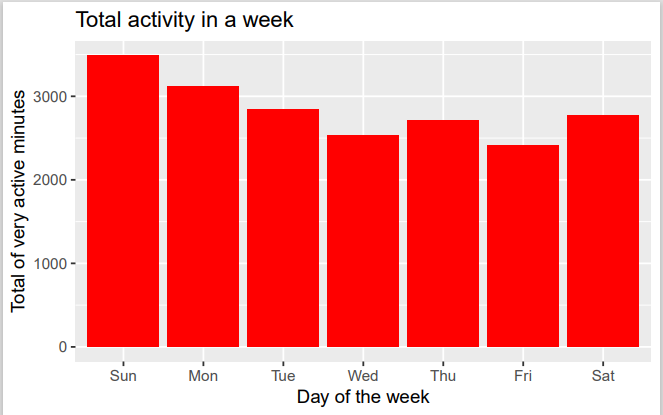 Total activity in a week
Total of very active minutes
3000
2000
1000
0
Sun Mon Tue Wed Thu Fri Sat
Day of the week